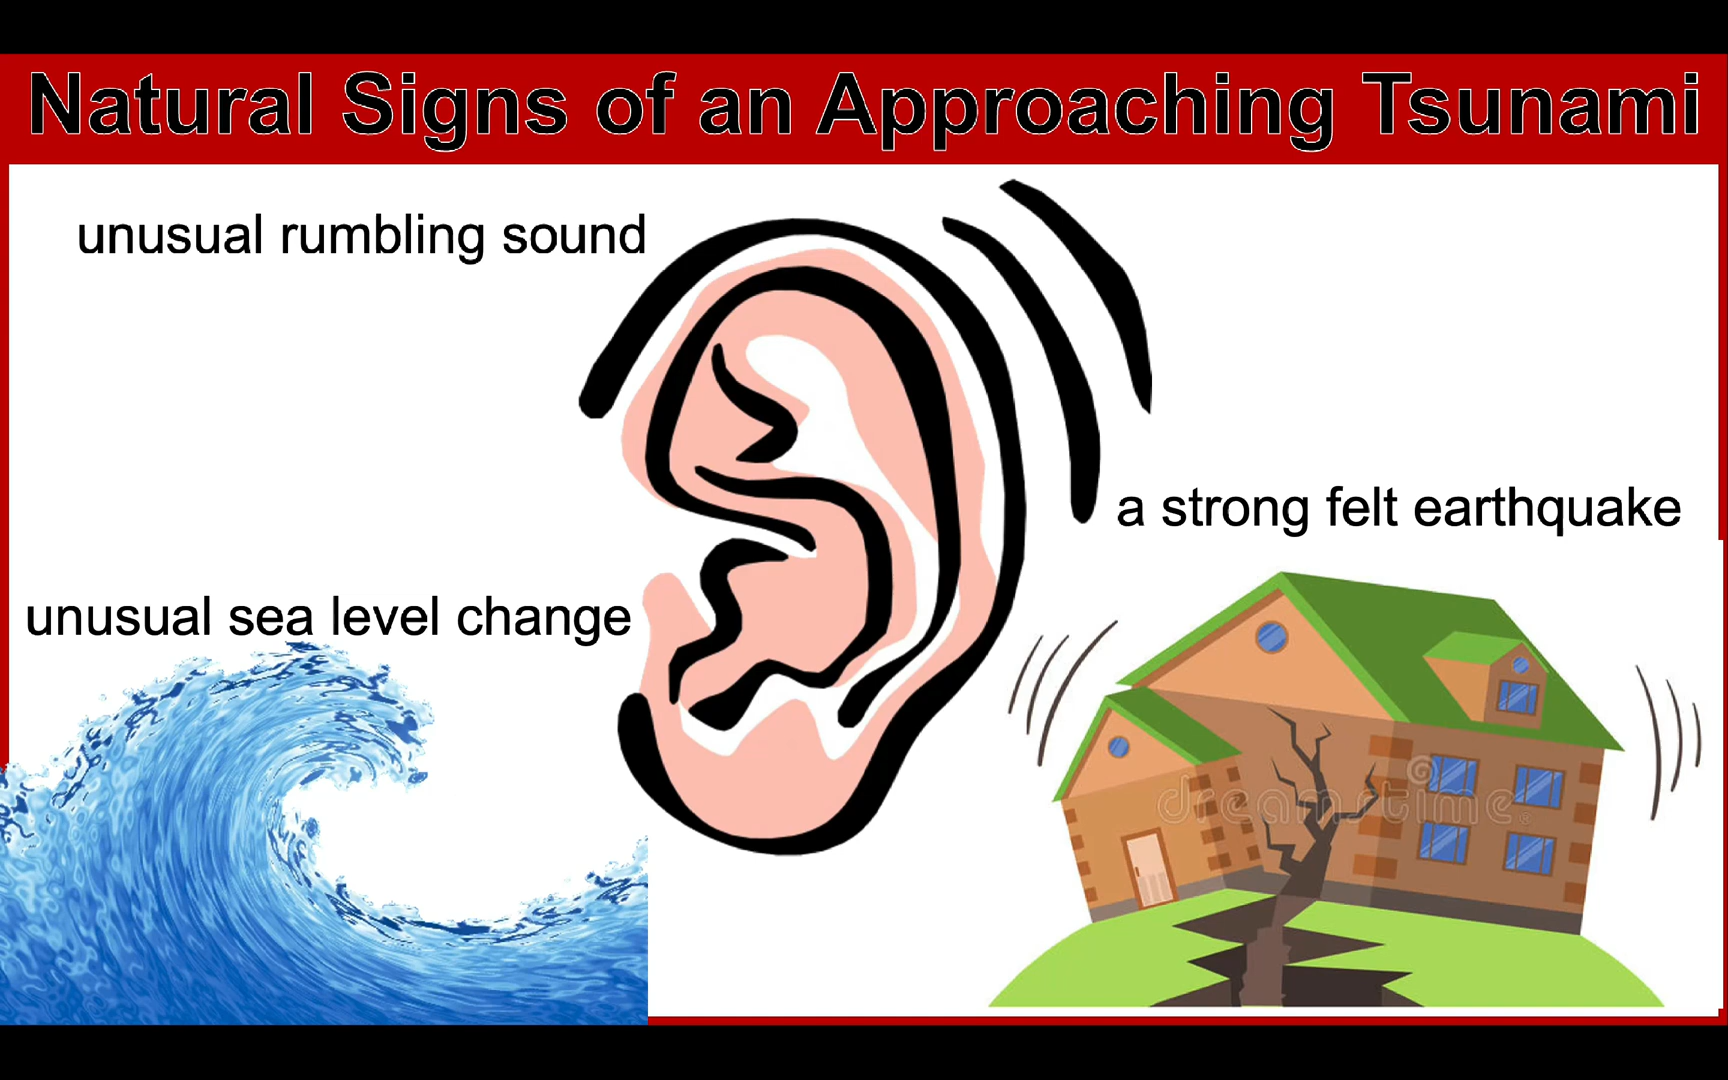 Natural Signs of an Approaching Tsunami
unusual rumbling sound
a strong felt earthquake
unusual sea level change
dreamstime